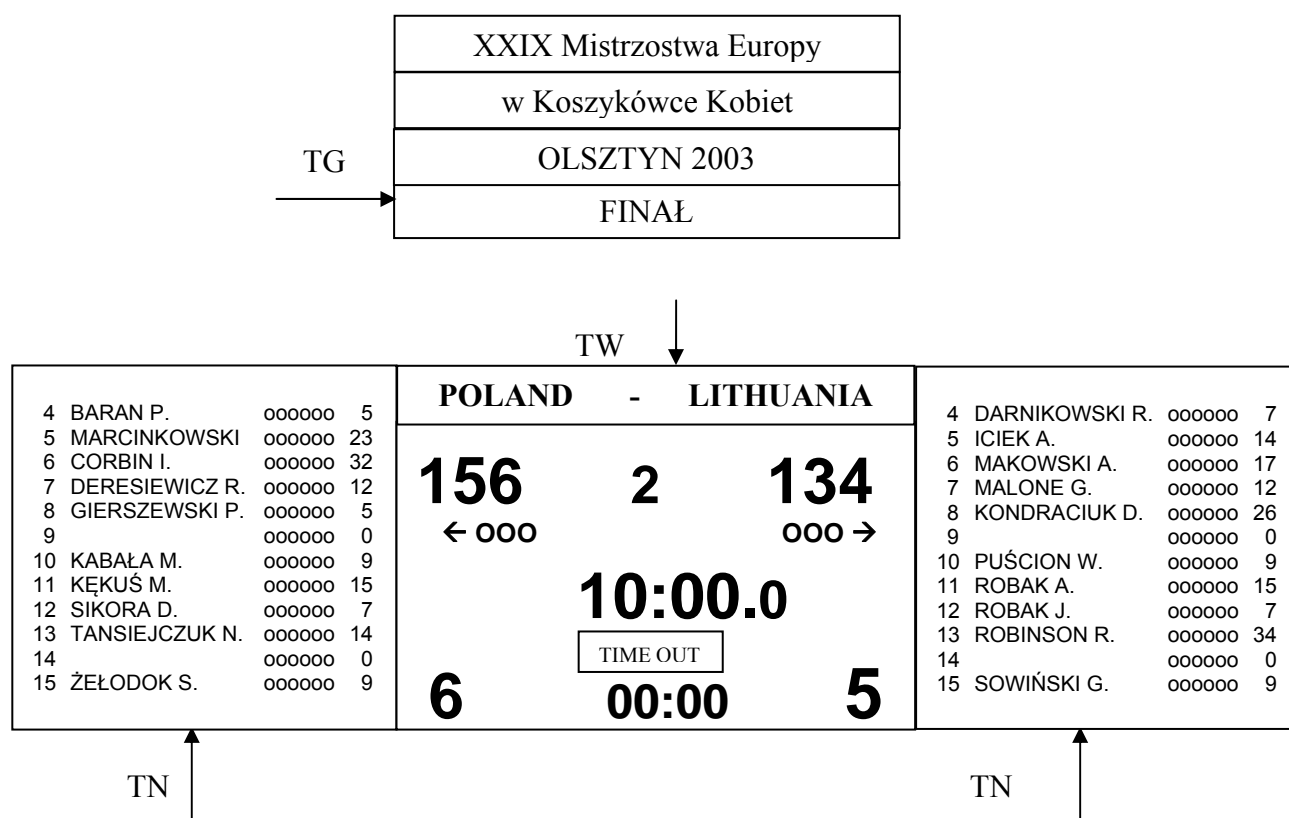 XXIX Mistrzostwa Europy
w Koszykówce Kobiet
OLSZTYN 2003
FINAŁ
TG
TW
4 BARAN P. oooooo 5
5 MARCINKOWSKI oooooo 23
6 CORBIN I. oooooo 32
7 DERESIEWICZ R. oooooo 12
8 GIERSZEWSKI P. oooooo 5
9 oooooo 0
10 KABAŁA M. oooooo 9
11 KĘKUŚ M. oooooo 15
12 SIKORA D. oooooo 7
13 TANSIEJCZUK N. oooooo 14
14 oooooo 0
15 ŻEŁODOK S. oooooo 9
POLAND - LITHUANIA
156 2 134
← ooo ooo →
10:00.0
TIME OUT
6 00:00 5
4 DARNIKOWSKI R. oooooo 7
5 ICIEK A. oooooo 14
6 MAKOWSKI A. oooooo 17
7 MALONE G. oooooo 12
8 KONDRACIUK D. oooooo 26
9 oooooo 0
10 PUŚCION W. oooooo 9
11 ROBAK A. oooooo 15
12 ROBAK J. oooooo 7
13 ROBINSON R. oooooo 34
14 oooooo 0
15 SOWIŃSKI G. oooooo 9
TN
TN